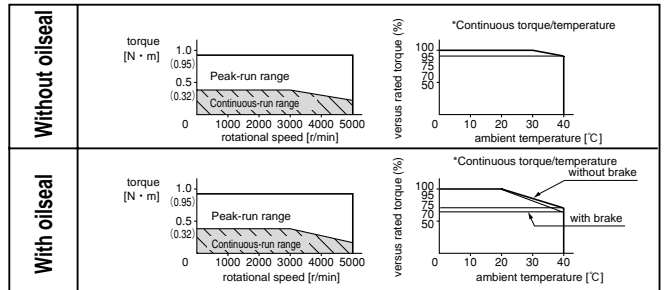 Without oilseal
torque
[N・m]
1.0
(0.95)
0.5
(0.32)
Peak-run range
Continuous-run range
0
1000 2000 3000 4000 5000
rotational speed [r/min]
versus rated torque (%)
*Continuous torque/temperature
100
95
75
70
50
0 10 20 30 40
ambient temperature [℃]
With oilseal
torque
[N・m]
1.0
(0.95)
0.5
(0.32)
Peak-run range
Continuous-run range
0
1000 2000 3000 4000 5000
rotational speed [r/min]
versus rated torque (%)
*Continuous torque/temperature
without brake
100
95
75
70
50
with brake
0 10 20 30 40
ambient temperature [℃]